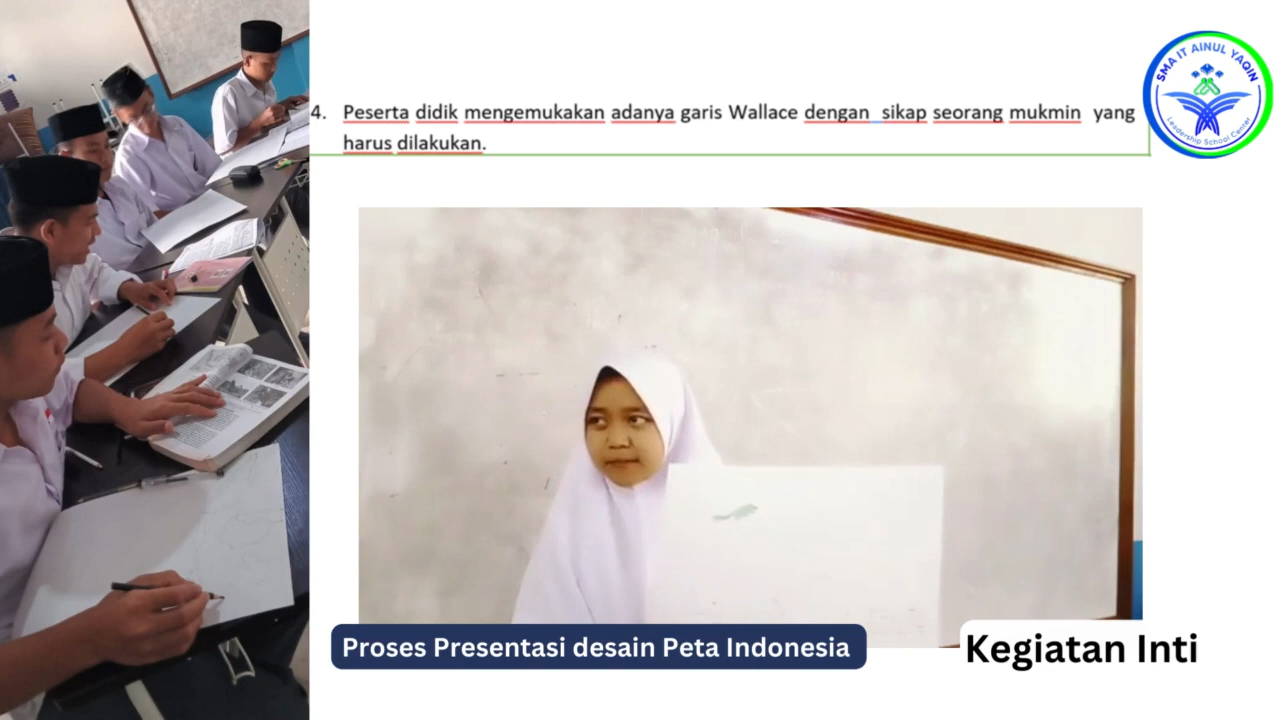 4. Peserta didik mengemukakan adanya garis Wallace dengan sikap seorang mukmin yang
harus dilakukan.
SMA IT AINUL YAQIN
Leadership School Center
Proses Presentasi desain Peta Indonesia
Kegiatan Inti